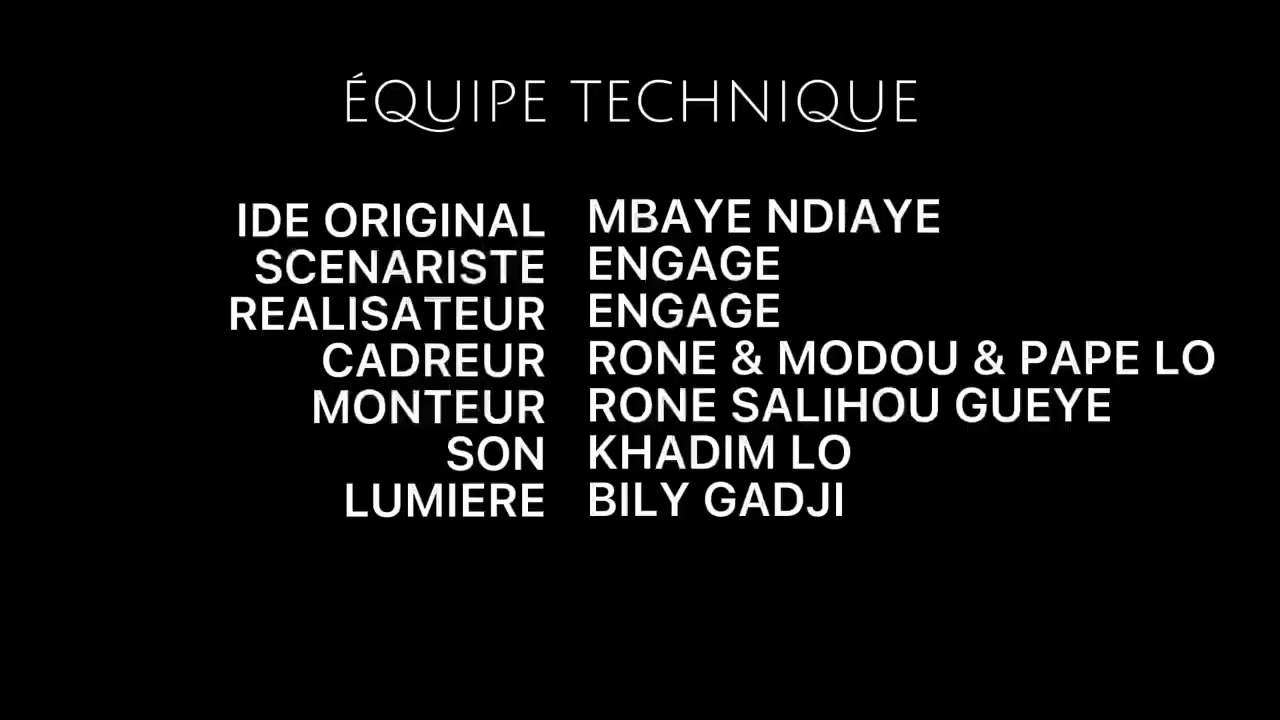 ÉQUIPE TECHNIQUE
IDE ORIGINAL MBAYE NDIAYE
SCENARISTE ENGAGE
REALISATEUR ENGAGE
CADREUR RONE & MODOU & PAPE LO
MONTEUR RONE SALIHOU GUEYE
SON KHADIM LO
LUMIERE BILY GADJI